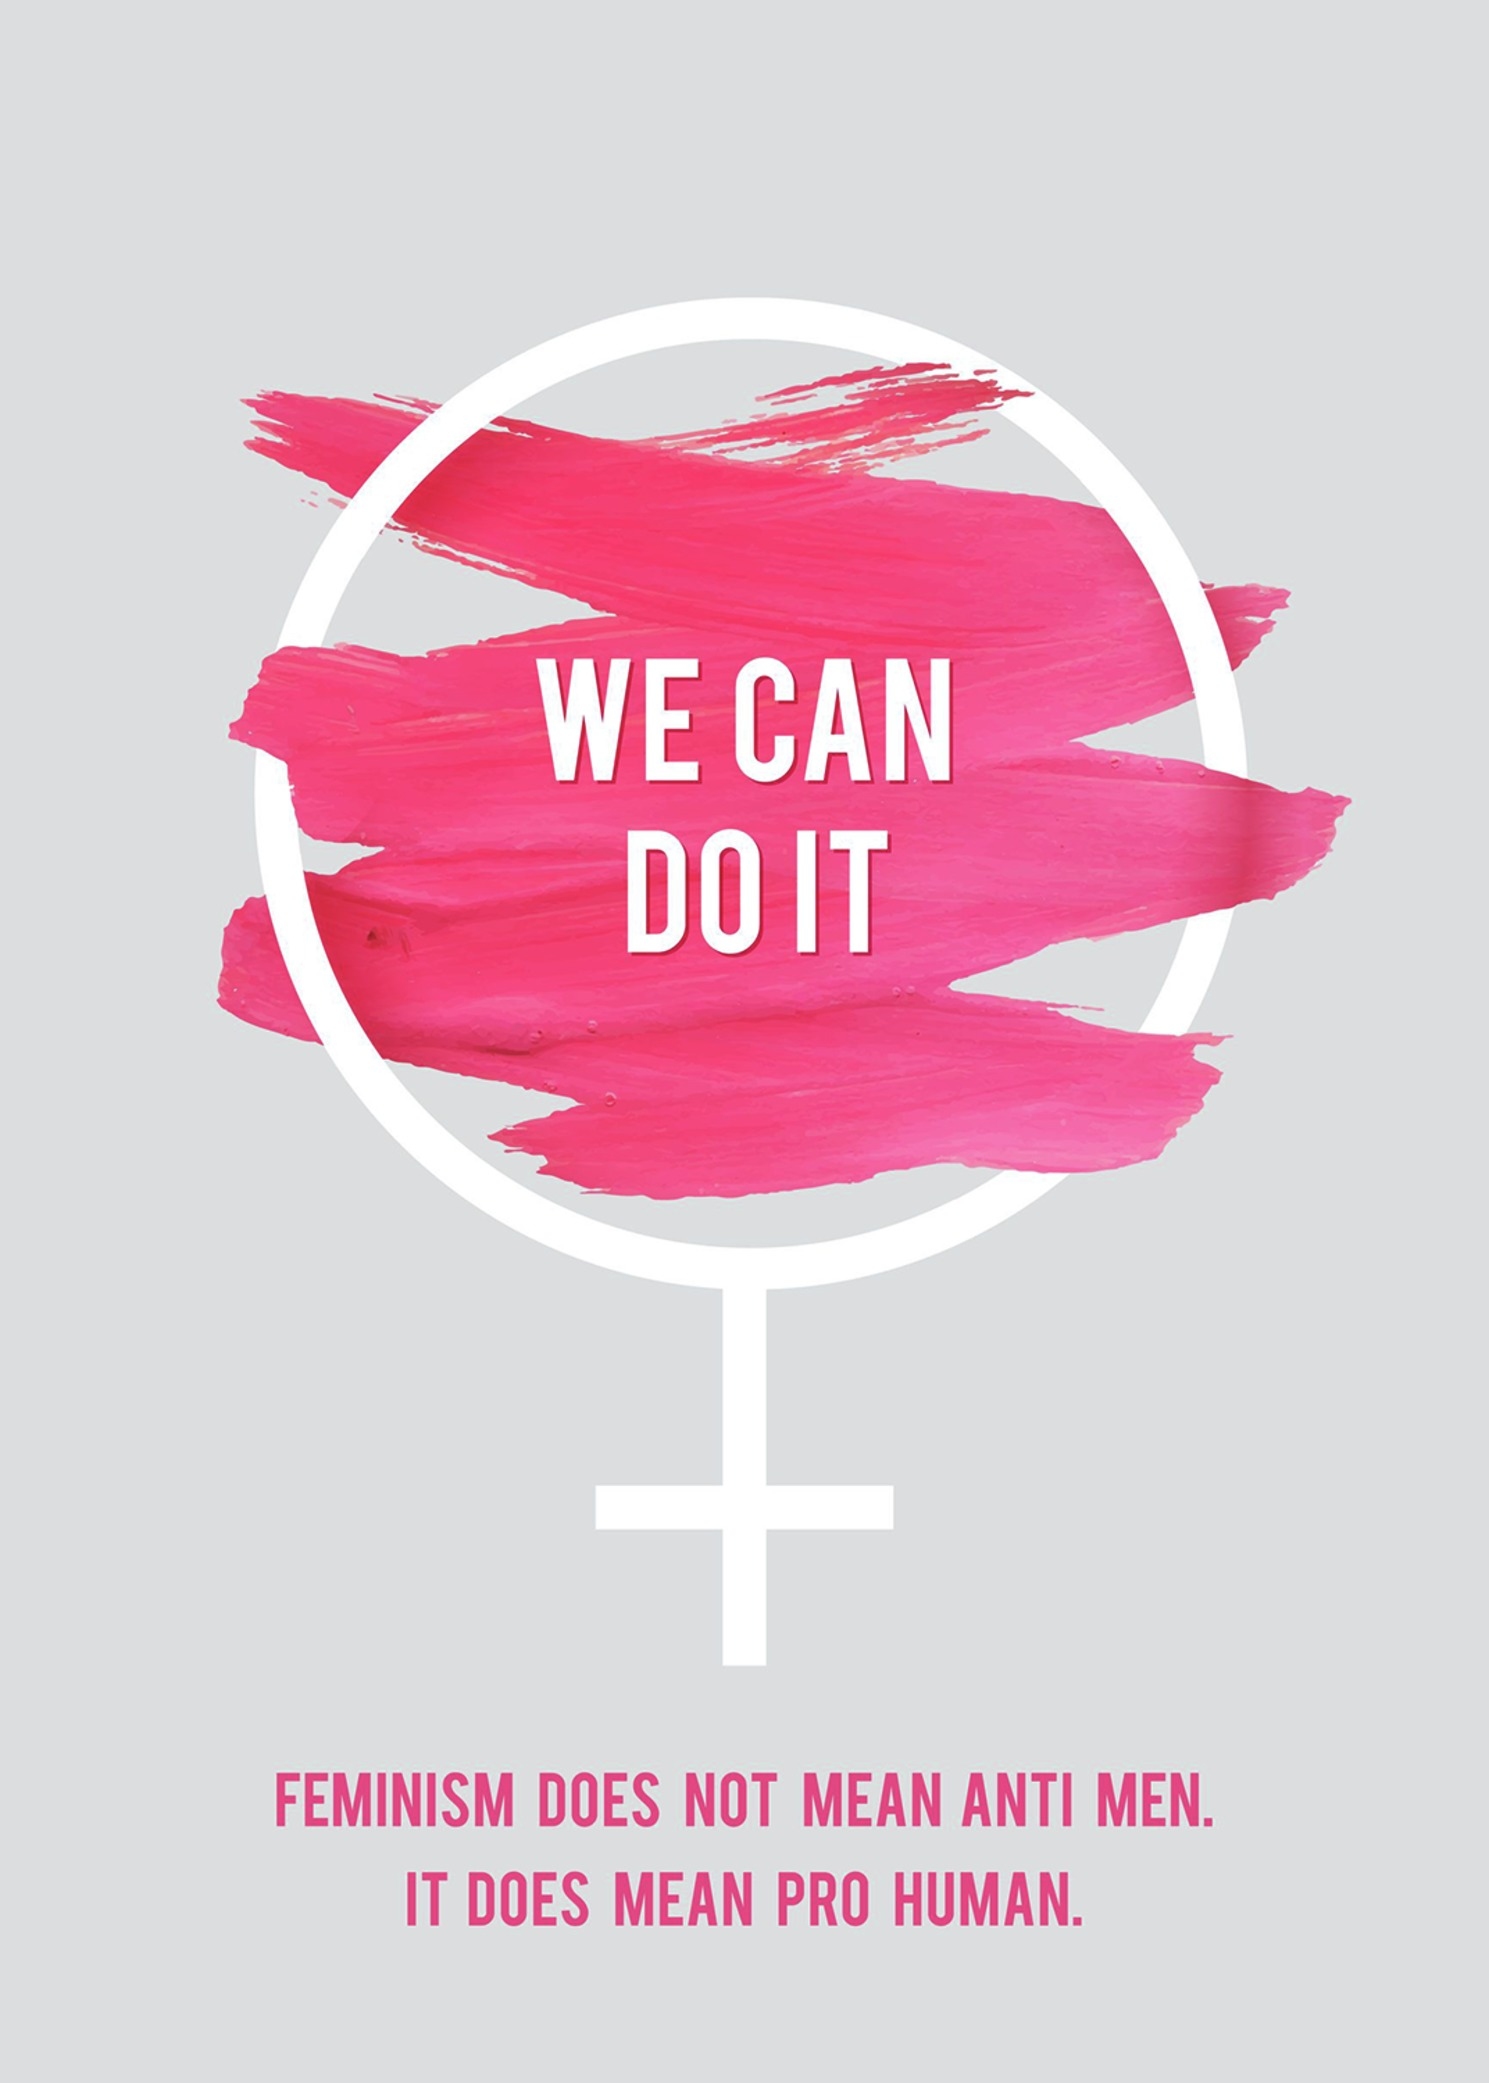 WE CAN
DO IT
FEMINISM DOES NOT MEAN ANTI MEN.
IT DOES MEAN PRO HUMAN.